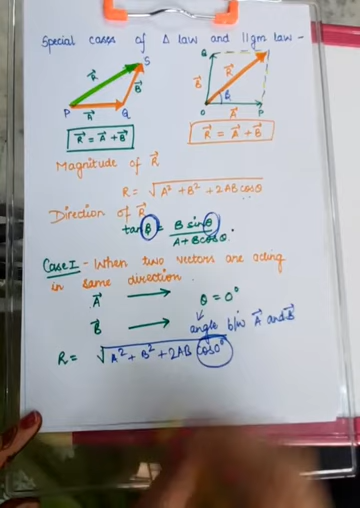 Special cases of Δ law and ||gm law -
S
R⃗
B⃗
P
A⃗
Q
R⃗ = A⃗ + B⃗
R⃗
B⃗
O
A⃗
P
R⃗ = A⃗ + B⃗
Magnitude of R⃗
R = √A² + B² + 2AB cosθ
Direction of R⃗
tan β = B sinθ / A + B cosθ .
Case I - When two vectors are acting
in same direction
A⃗ → θ = 0°
B⃗ → angle b/w A⃗ and B⃗
R = √A² + B² + 2AB cos0°